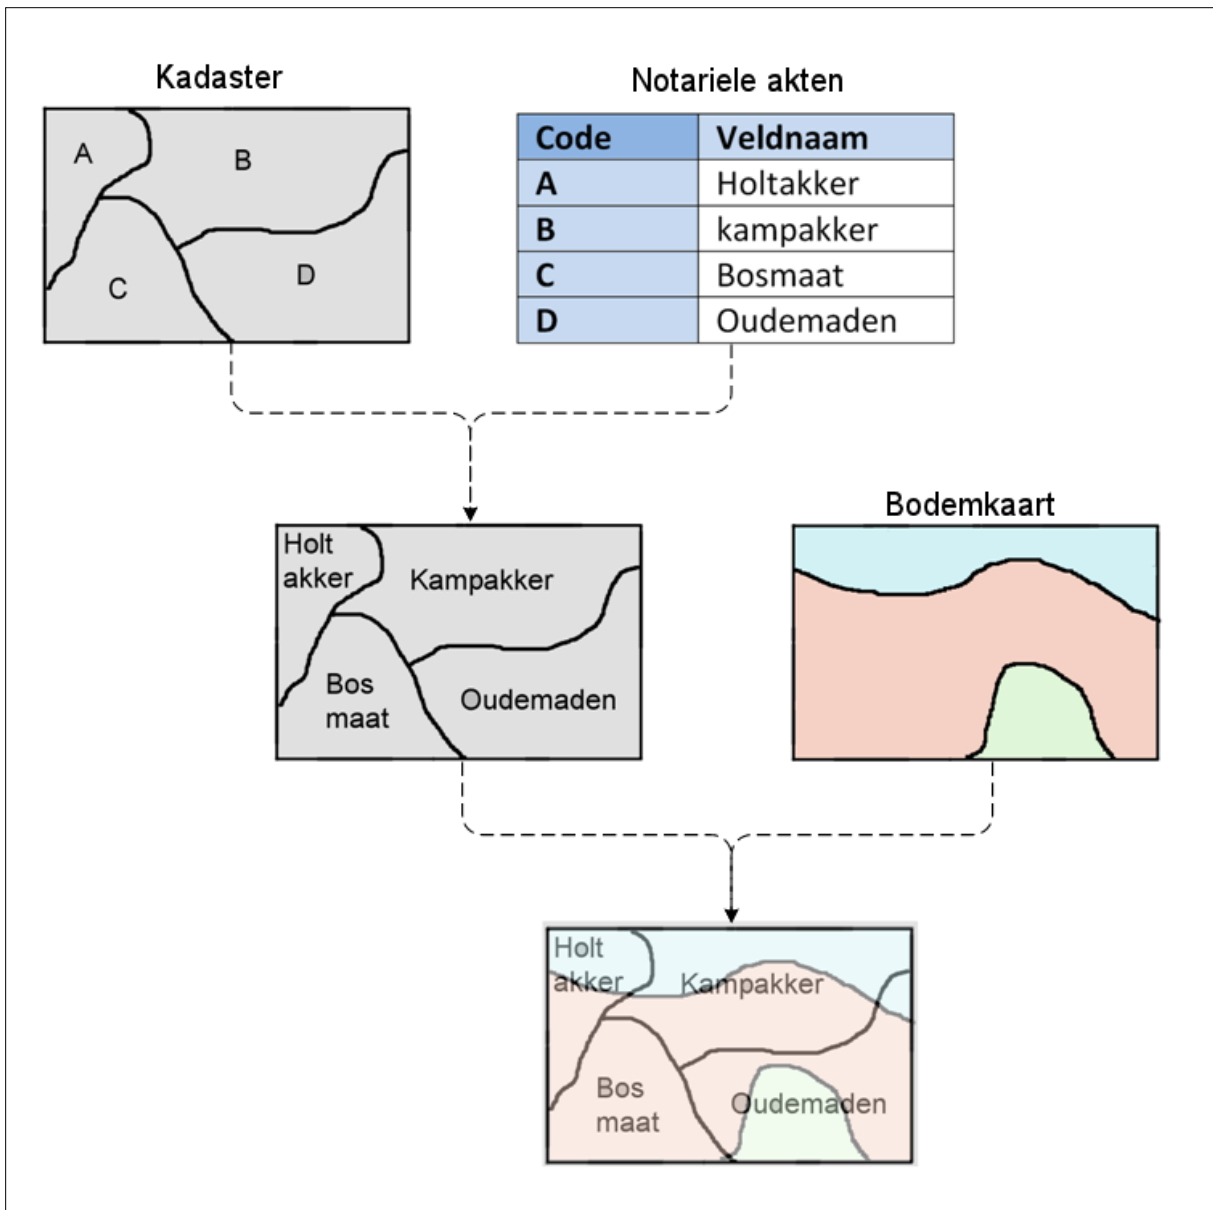 Kadaster
A
B
C
D
Notariele akten
Code Veldnaam
A Holtakker
B kampakker
C Bosmaat
D Oudemaden
Holt
akker
Kampakker
Bos
maat
Oudemaden
Bodemkaart
Holt
akker
Kampakker
Bos
maat
Oudemaden